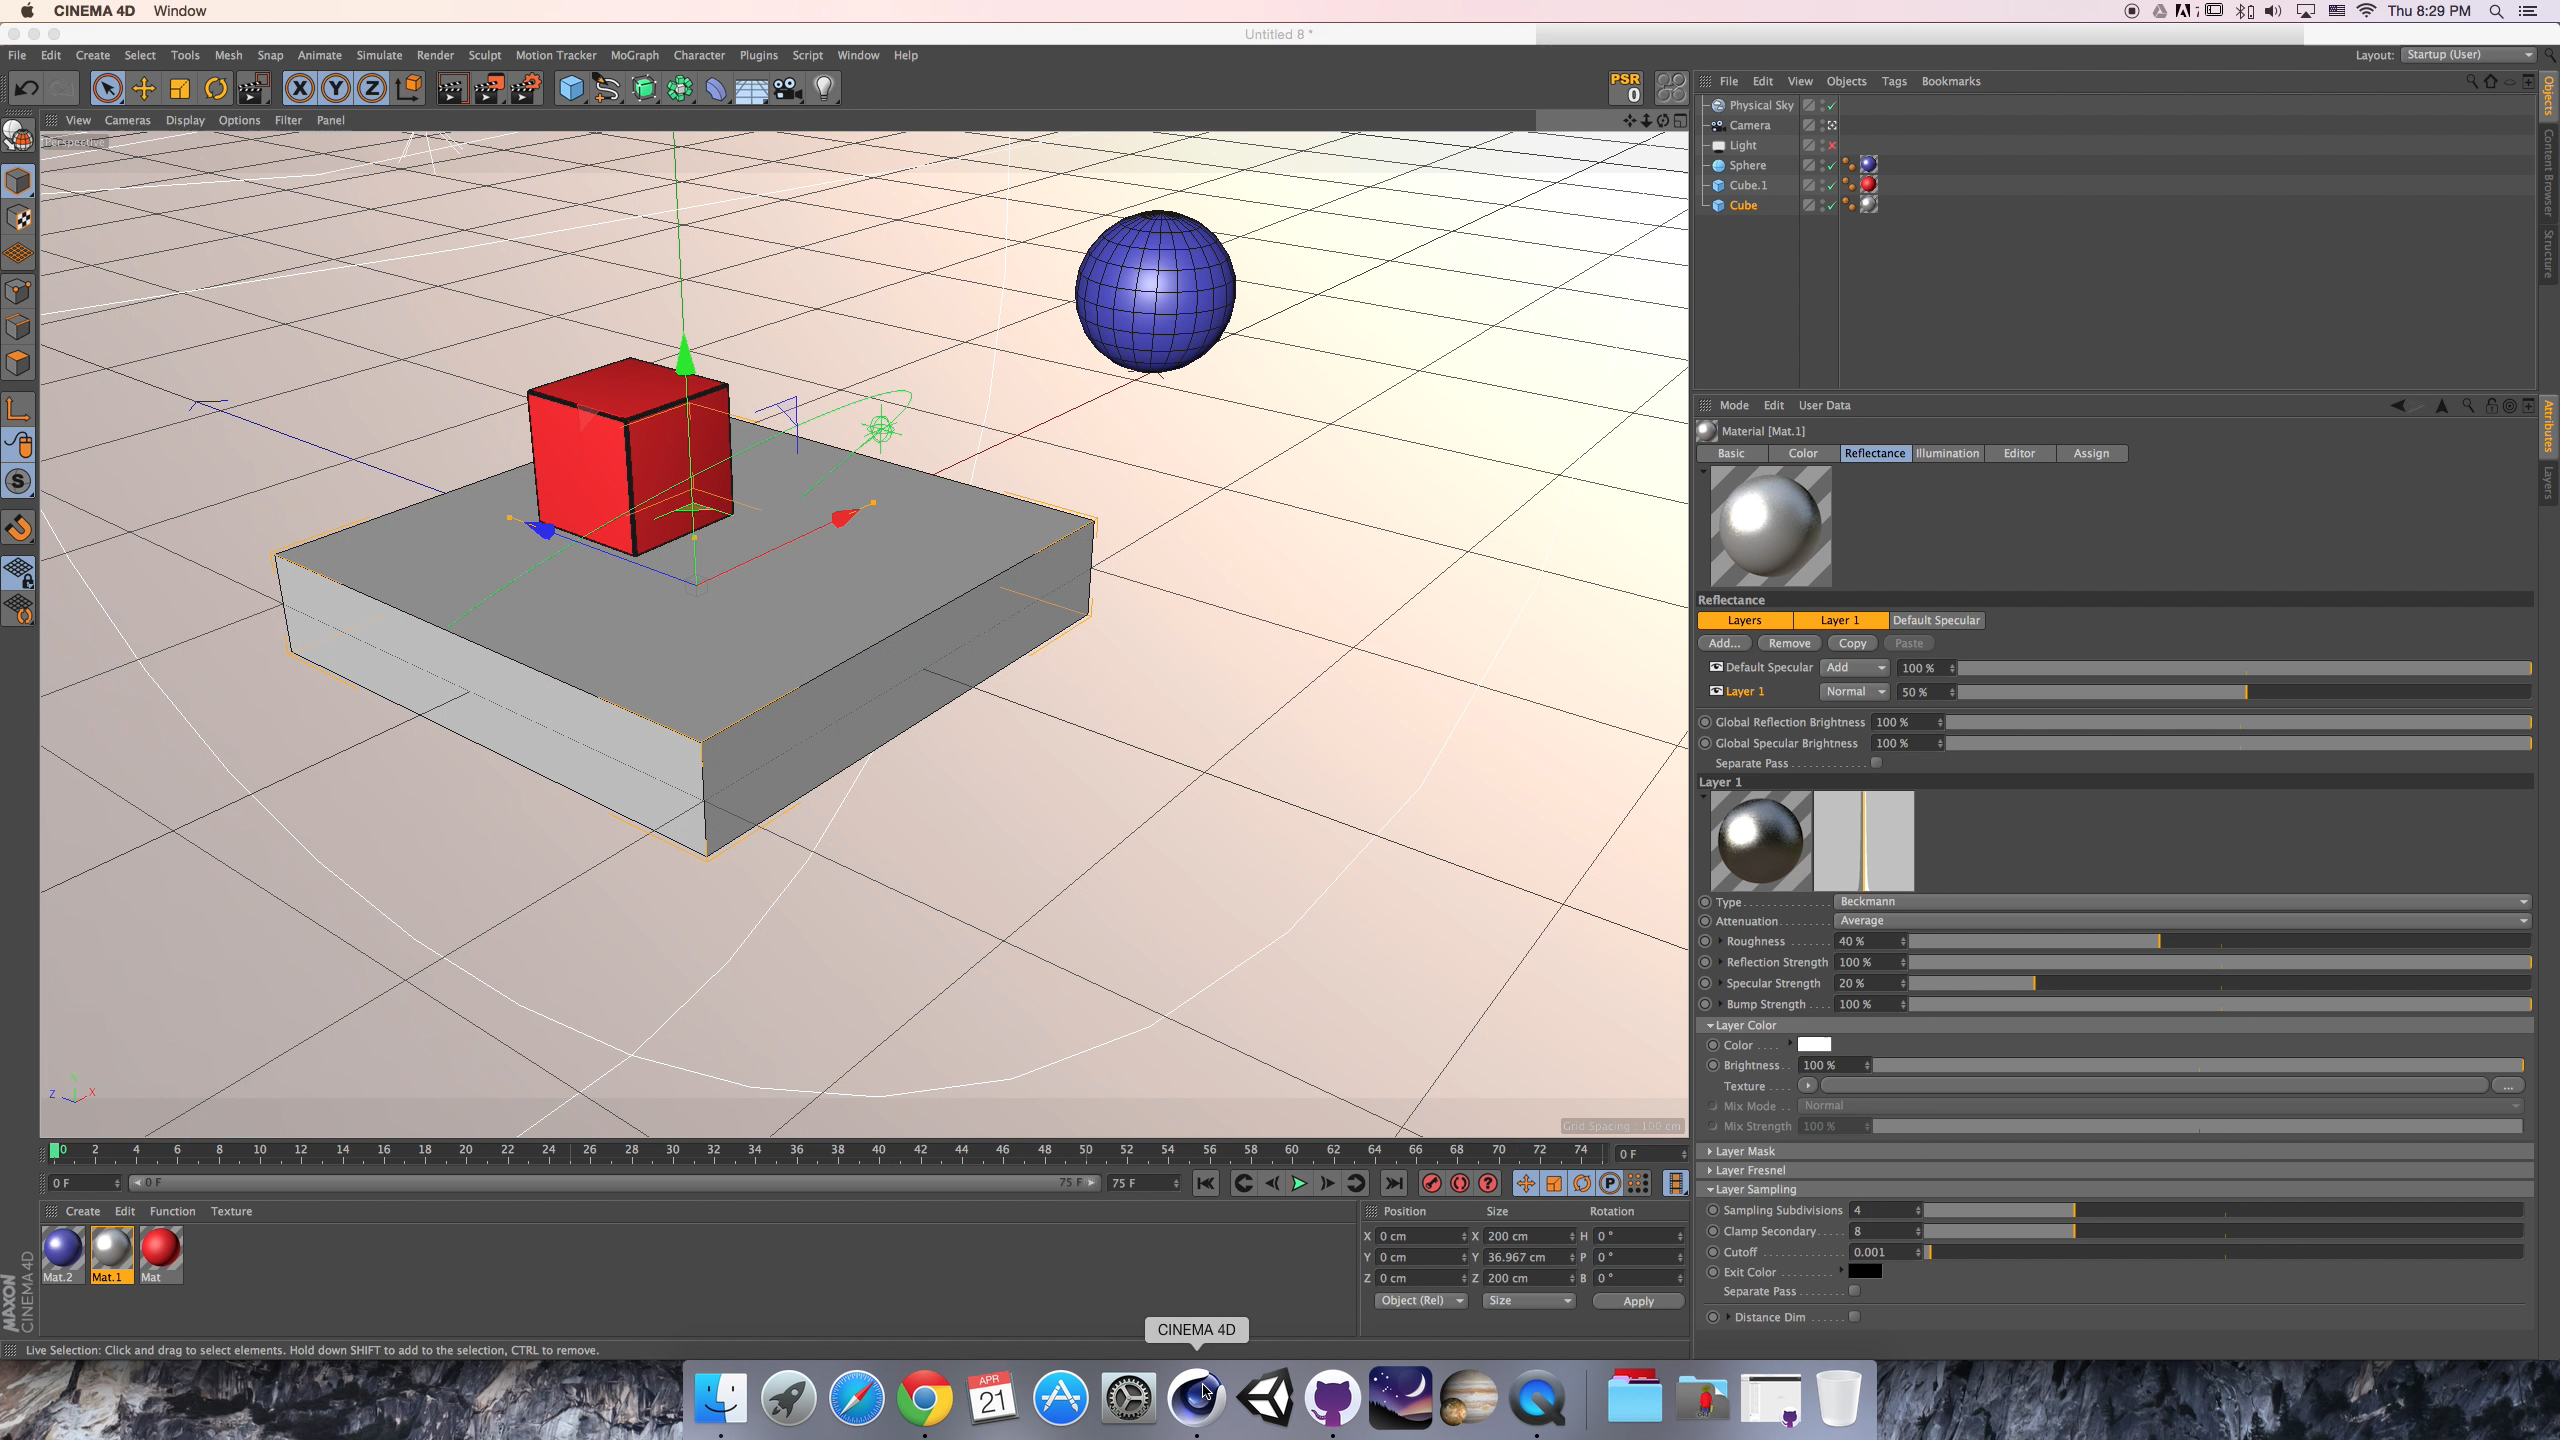 CINEMA 4D Window
Thu 8:29 PM
Untitled 8 *
File Edit Create Select Tools Mesh Snap Animate Simulate Render Sculpt Motion Tracker MoGraph Character Plugins Script Window Help
Layout: Startup (User)
X Y Z
PSR
0
File Edit View Objects Tags Bookmarks
View Cameras Display Options Filter Panel
Perspective
Physical Sky
Camera
Light
Sphere
Cube.1
Cube
Objects
Content Browser
Structure
Mode Edit User Data
Attributes
Layers
Material [Mat.1]
Basic Color Reflectance Illumination Editor Assign
Reflectance
Layers Layer 1 Default Specular
Add... Remove Copy Paste
Default Specular Add 100 %
Layer 1 Normal 50 %
Global Reflection Brightness 100 %
Global Specular Brightness 100 %
Separate Pass
Layer 1
Type Beckmann
Attenuation Average
Roughness 40 %
Reflection Strength 100 %
Specular Strength 20 %
Bump Strength 100 %
Layer Color
Color
Brightness 100 %
Texture ...
Mix Mode Normal
Mix Strength 100 %
Layer Mask
Layer Fresnel
Layer Sampling
Sampling Subdivisions 4
Clamp Secondary 8
Cutoff 0.001
Exit Color
Separate Pass
Distance Dim
Y
Z X
Grid Spacing : 100 cm
0 2 4 6 8 10 12 14 16 18 20 22 24 26 28 30 32 34 36 38 40 42 44 46 48 50 52 54 56 58 60 62 64 66 68 70 72 74 0 F
0 F 0 F 75 F 75 F
Create Edit Function Texture
Mat.2 Mat.1 Mat
Position Size Rotation
X 0 cm X 200 cm H 0 °
Y 0 cm Y 36.967 cm P 0 °
Z 0 cm Z 200 cm B 0 °
Object (Rel) Size Apply
MAXON
CINEMA 4D
CINEMA 4D
Live Selection: Click and drag to select elements. Hold down SHIFT to add to the selection, CTRL to remove.
APR
21